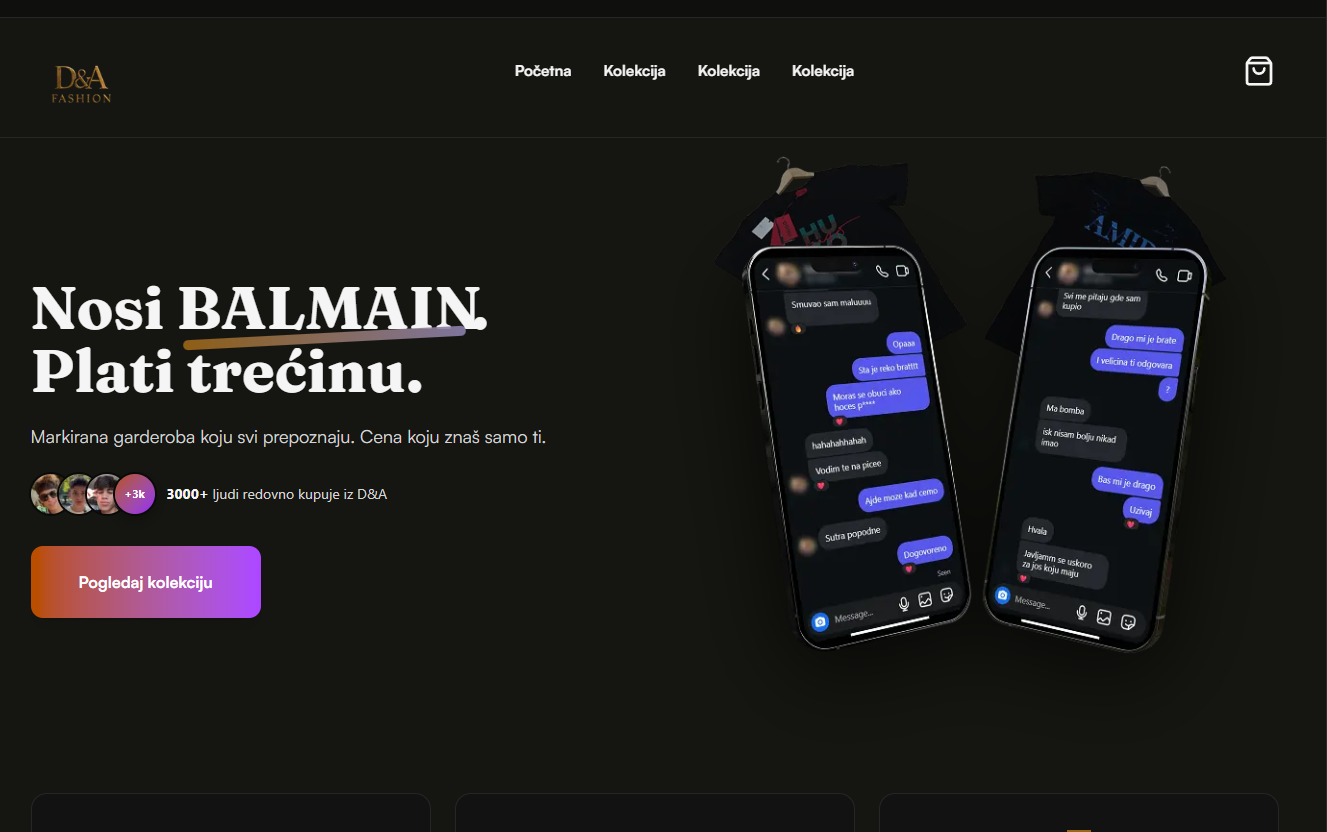 D&A
FASHION
Početna
Kolekcija
Kolekcija
Kolekcija
Nosi BALMAIN.
Plati trećinu.
Markirana garderoba koju svi prepoznaju. Cena koju znaš samo ti.
+3k
3000+ ljudi redovno kupuje iz D&A
Pogledaj kolekciju
HUGO
AMIRI
Smuvao sam maluuuu
Opaaa
Sta je reko bratttt
Moras se obuci ako
hoces p****
hahahahhahah
Vodim te na picee
Ajde moze kad cemo
Sutra popodne
Dogovoreno
Seen
Message...
Svi me pitaju gde sam
kupio
Drago mi je brate
I velicina ti odgovara
?
Ma bomba
isk nisam bolju nikad
imao
Bas mi je drago
Uzivaj
Hvala
Javljamm se uskoro
za jos koju maju
Message...